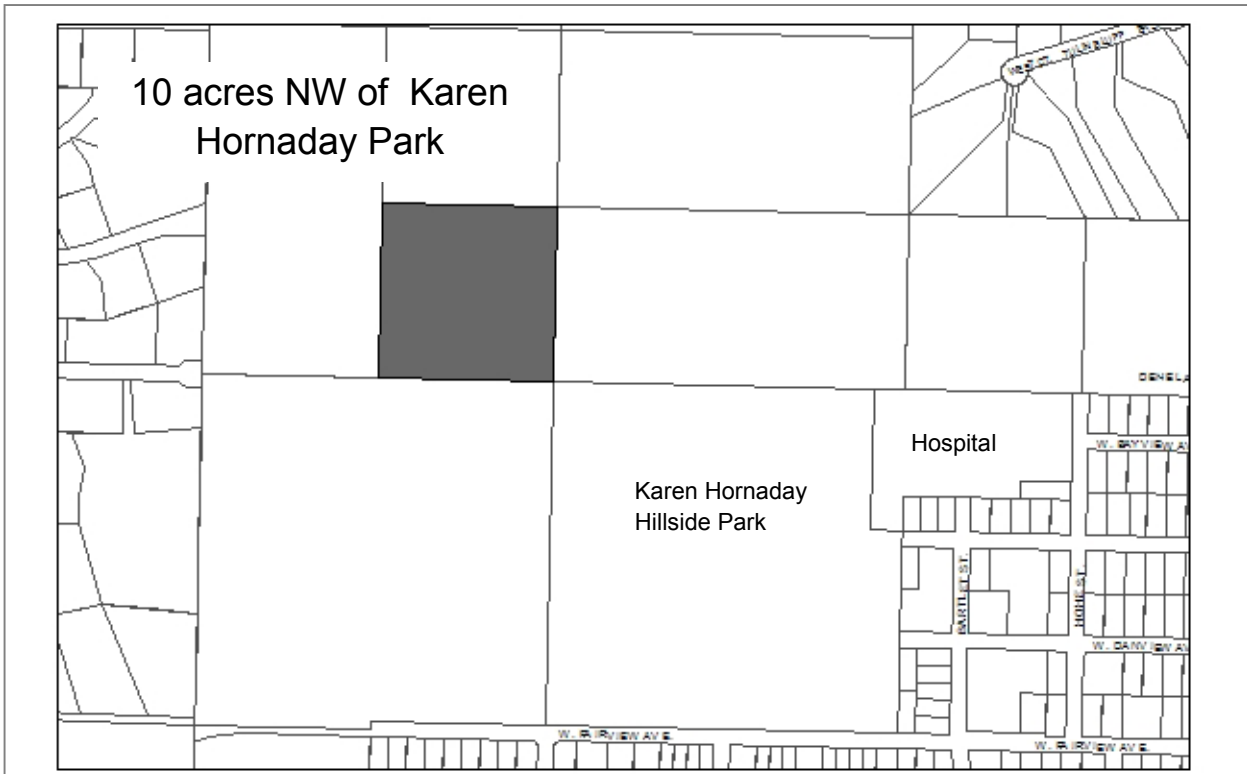 10 acres NW of Karen
Hornaday Park
Hospital
Karen Hornaday
Hillside Park
W. BAYVIEW AV
BARTLETT ST.
HOHE ST.
W. DANVIEW AV
W. FAIRVIEW AVE.
W. FAIRVIEW AVE.